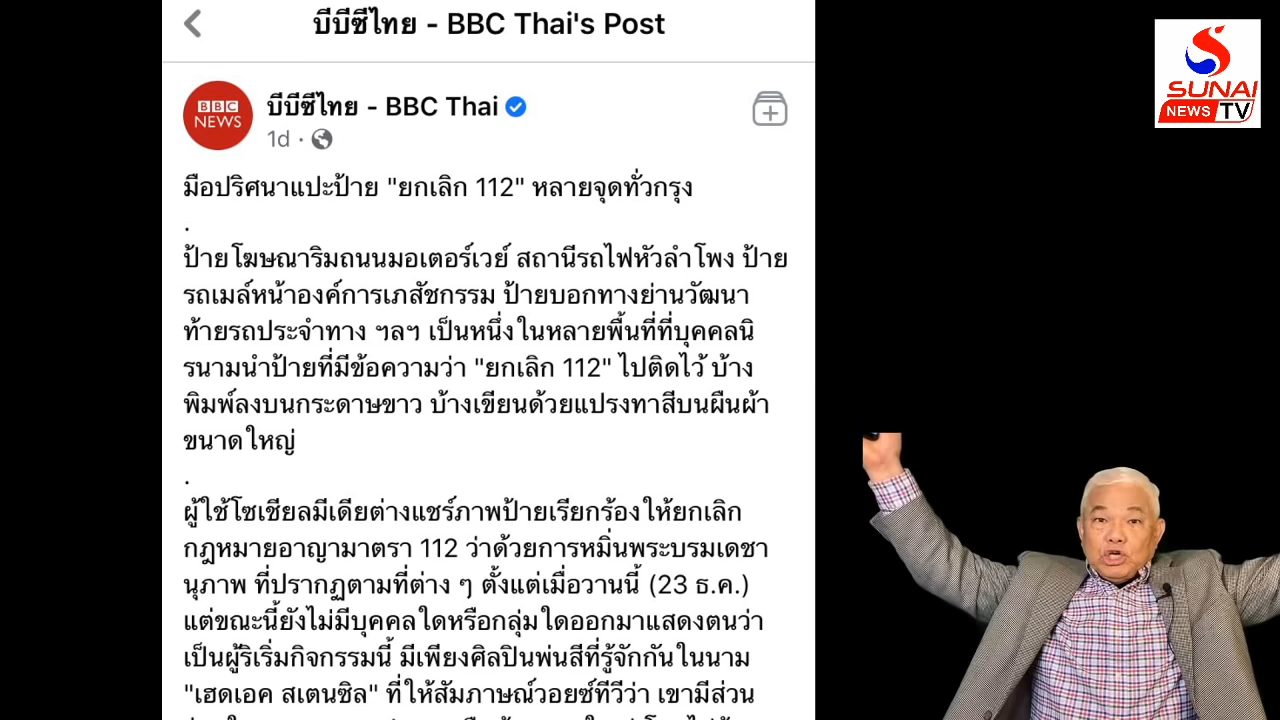 บีบีซีไทย - BBC Thai's Post
BBC
NEWS
บีบีซีไทย - BBC Thai
1d ·
มือปริศนาแปะป้าย "ยกเลิก 112" หลายจุดทั่วกรุง
.
ป้ายโฆษณาริมถนนมอเตอร์เวย์ สถานีรถไฟหัวลำโพง ป้าย
รถเมล์หน้าองค์การเภสัชกรรม ป้ายบอกทางย่านวัฒนา
ท้ายรถประจำทาง ฯลฯ เป็นหนึ่งในหลายพื้นที่ที่บุคคลนิ
รนามนำป้ายที่มีข้อความว่า "ยกเลิก 112" ไปติดไว้ บ้าง
พิมพ์ลงบนกระดาษขาว บ้างเขียนด้วยแปรงทาสีบนผืนผ้า
ขนาดใหญ่
.
ผู้ใช้โซเชียลมีเดียต่างแชร์ภาพป้ายเรียกร้องให้ยกเลิก
กฎหมายอาญามาตรา 112 ว่าด้วยการหมิ่นพระบรมเดชา
นุภาพ ที่ปรากฏตามที่ต่าง ๆ ตั้งแต่เมื่อวานนี้ (23 ธ.ค.)
แต่ขณะนี้ยังไม่มีบุคคลใดหรือกลุ่มใดออกมาแสดงตนว่า
เป็นผู้ริเริ่มกิจกรรมนี้ มีเพียงศิลปินพ่นสีที่รู้จักกันในนาม
"เฮดเอค สเตนซิล" ที่ให้สัมภาษณ์วอยซ์ทีวีว่า เขามีส่วน
SUNAI
NEWS TV